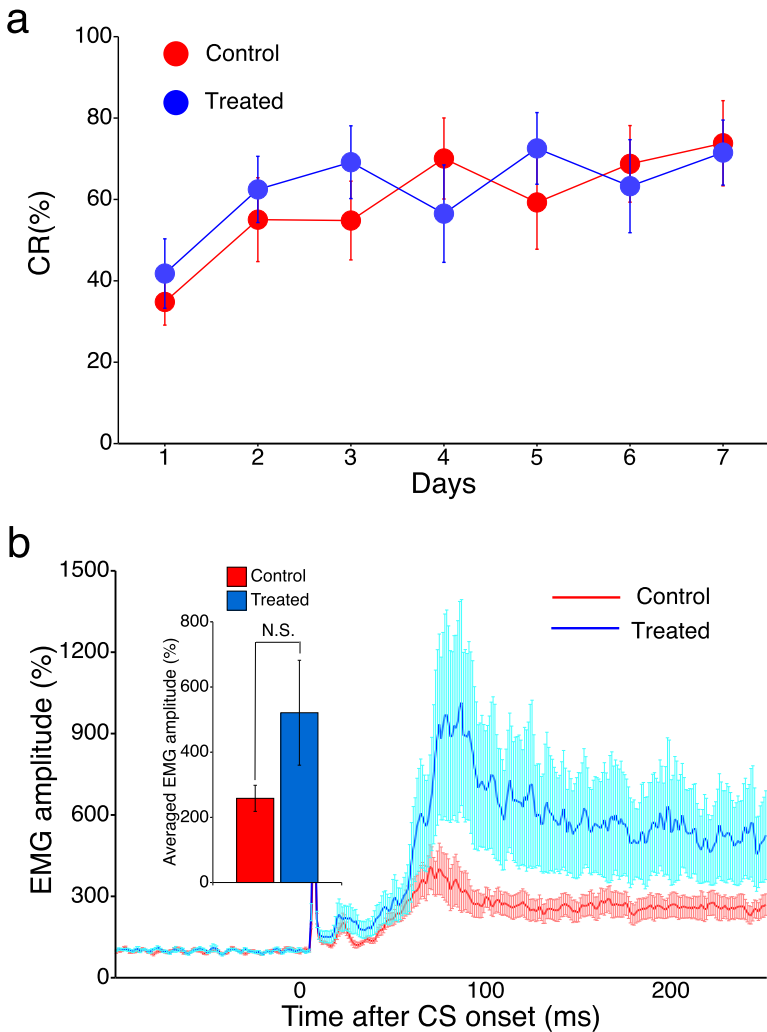 a
100
80
60
40
20
0
CR(%)
Control
Treated
1 2 3 4 5 6 7
Days
b
1500
1200
900
600
300
0
EMG amplitude (%)
Control
Treated
800
600
400
200
0
Averaged EMG amplitude (%)
N.S.
Control
Treated
0 100 200
Time after CS onset (ms)